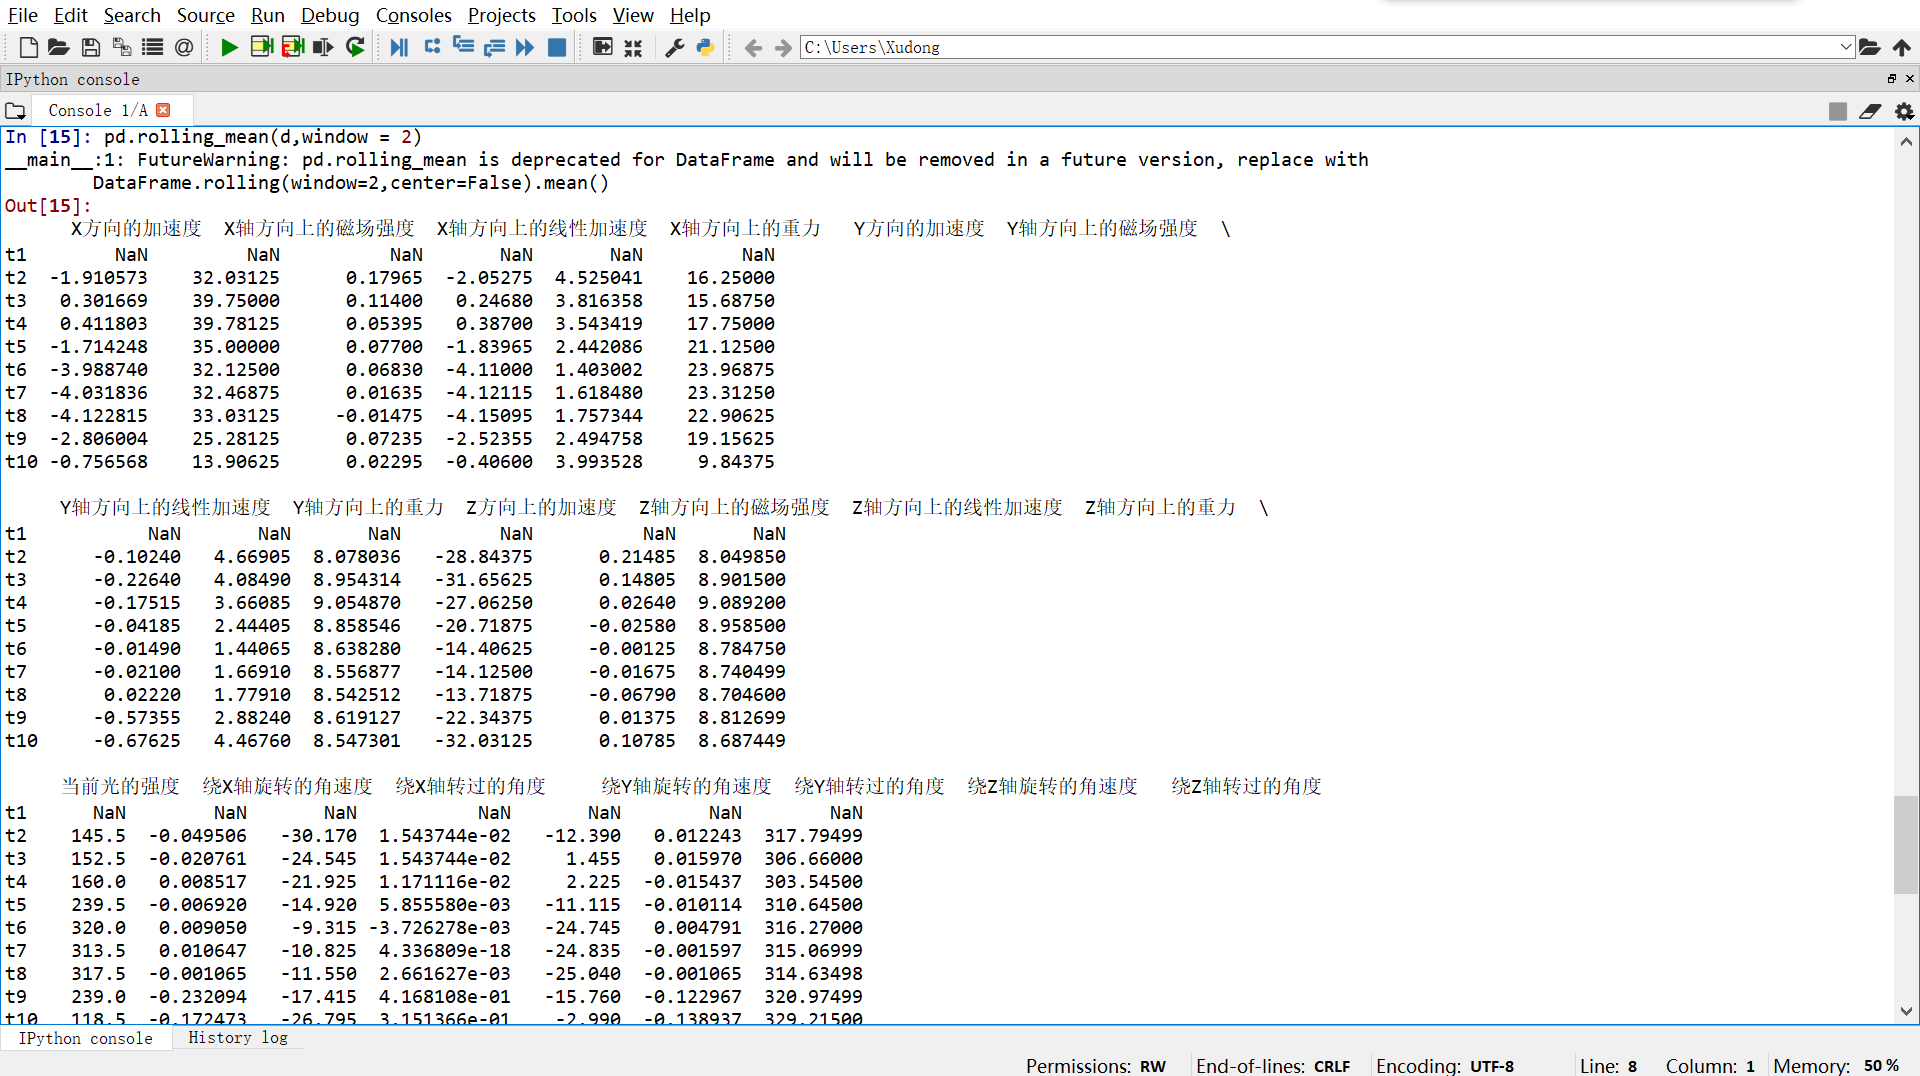 File Edit Search Source Run Debug Consoles Projects Tools View Help
C:\Users\Xudong
IPython console
Console 1/A
In [15]: pd.rolling_mean(d,window = 2)
__main__:1: FutureWarning: pd.rolling_mean is deprecated for DataFrame and will be removed in a future version, replace with
DataFrame.rolling(window=2,center=False).mean()
Out[15]:
X方向的加速度 X轴方向上的磁场强度 X轴方向上的线性加速度 X轴方向上的重力 Y方向的加速度 Y轴方向上的磁场强度 \
t1 NaN NaN NaN NaN NaN NaN
t2 -1.910573 32.03125 0.17965 -2.05275 4.525041 16.25000
t3 0.301669 39.75000 0.11400 0.24680 3.816358 15.68750
t4 0.411803 39.78125 0.05395 0.38700 3.543419 17.75000
t5 -1.714248 35.00000 0.07700 -1.83965 2.442086 21.12500
t6 -3.988740 32.12500 0.06830 -4.11000 1.403002 23.96875
t7 -4.031836 32.46875 0.01635 -4.12115 1.618480 23.31250
t8 -4.122815 33.03125 -0.01475 -4.15095 1.757344 22.90625
t9 -2.806004 25.28125 0.07235 -2.52355 2.494758 19.15625
t10 -0.756568 13.90625 0.02295 -0.40600 3.993528 9.84375
Y轴方向上的线性加速度 Y轴方向上的重力 Z方向上的加速度 Z轴方向上的磁场强度 Z轴方向上的线性加速度 Z轴方向上的重力 \
t1 NaN NaN NaN NaN NaN NaN
t2 -0.10240 4.66905 8.078036 -28.84375 0.21485 8.049850
t3 -0.22640 4.08490 8.954314 -31.65625 0.14805 8.901500
t4 -0.17515 3.66085 9.054870 -27.06250 0.02640 9.089200
t5 -0.04185 2.44405 8.858546 -20.71875 -0.02580 8.958500
t6 -0.01490 1.44065 8.638280 -14.40625 -0.00125 8.784750
t7 -0.02100 1.66910 8.556877 -14.12500 -0.01675 8.740499
t8 0.02220 1.77910 8.542512 -13.71875 -0.06790 8.704600
t9 -0.57355 2.88240 8.619127 -22.34375 0.01375 8.812699
t10 -0.67625 4.46760 8.547301 -32.03125 0.10785 8.687449
当前光的强度 绕X轴旋转的角速度 绕X轴转过的角度 绕Y轴旋转的角速度 绕Y轴转过的角度 绕Z轴旋转的角速度 绕Z轴转过的角度
t1 NaN NaN NaN NaN NaN NaN NaN
t2 145.5 -0.049506 -30.170 1.543744e-02 -12.390 0.012243 317.79499
t3 152.5 -0.020761 -24.545 1.543744e-02 1.455 0.015970 306.66000
t4 160.0 0.008517 -21.925 1.171116e-02 2.225 -0.015437 303.54500
t5 239.5 -0.006920 -14.920 5.855580e-03 -11.115 -0.010114 310.64500
t6 320.0 0.009050 -9.315 -3.726278e-03 -24.745 0.004791 316.27000
t7 313.5 0.010647 -10.825 4.336809e-18 -24.835 -0.001597 315.06999
t8 317.5 -0.001065 -11.550 2.661627e-03 -25.040 -0.001065 314.63498
t9 239.0 -0.232094 -17.415 4.168108e-01 -15.760 -0.122967 320.97499
t10 118.5 -0.172473 -26.795 3.151366e-01 -2.990 -0.138937 329.21500
IPython console History log
Permissions: RW End-of-lines: CRLF Encoding: UTF-8 Line: 8 Column: 1 Memory: 50 %